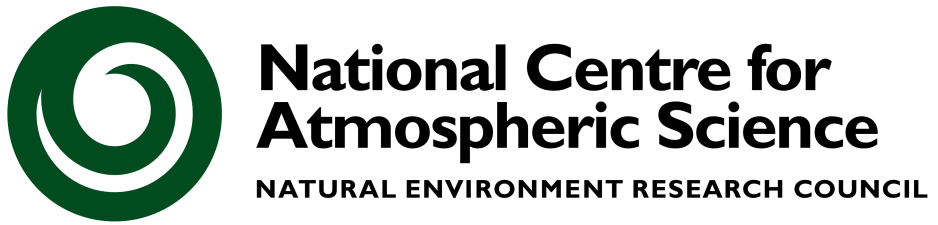 National Centre for
Atmospheric Science
NATURAL ENVIRONMENT RESEARCH COUNCIL